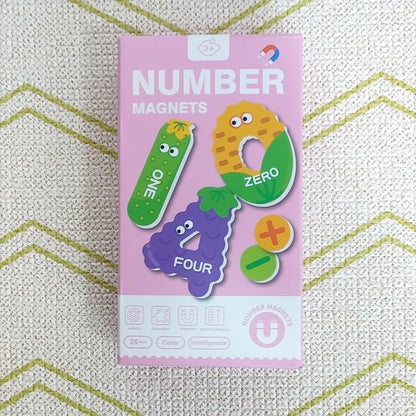 3+
NUMBER
MAGNETS
ONE
ZERO
FOUR
NUMBER MAGNETS
26 PCS
Color
Intelligence